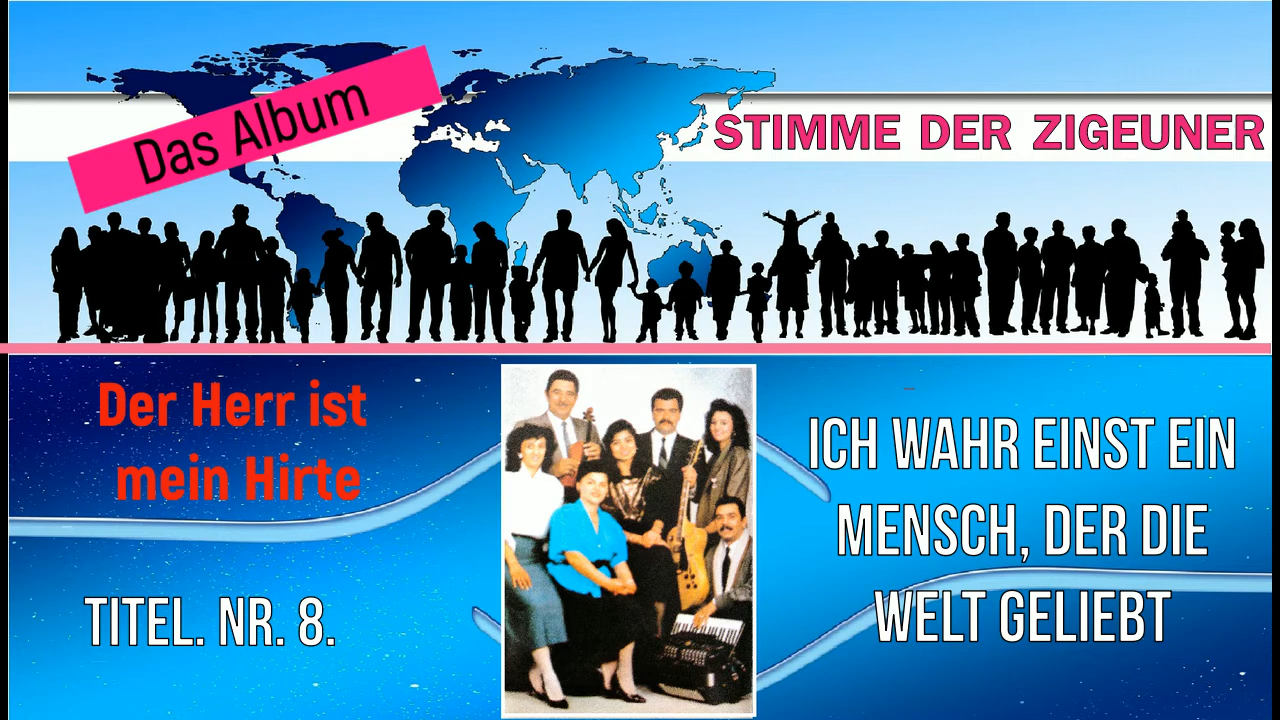 Das Album
STIMME DER ZIGEUNER
Der Herr ist
mein Hirte
TITEL. NR. 8.
ICH WAHR EINST EIN
MENSCH, DER DIE
WELT GELIEBT